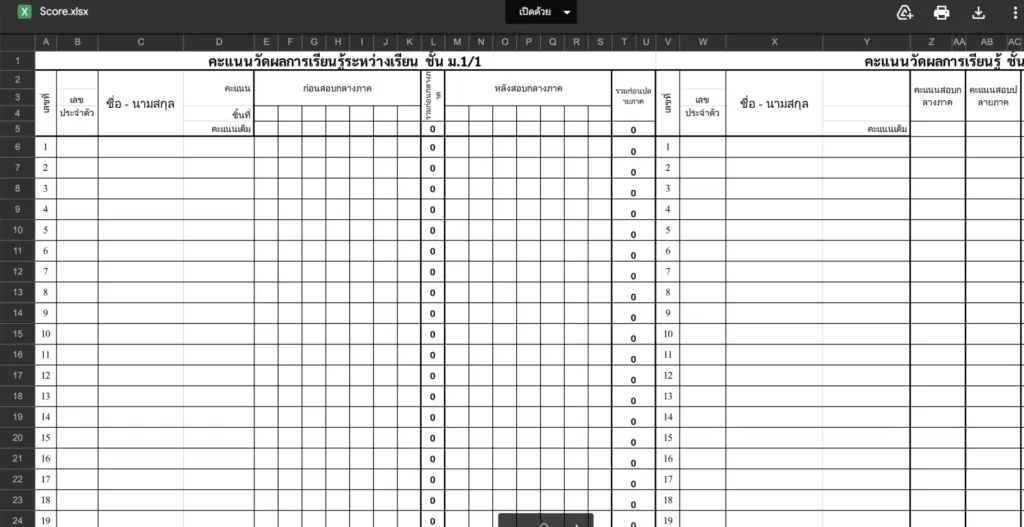 Score.xlsx
เปิดด้วย
A B C D E F G H I J K L M N O P Q R S T U V W X Y Z AA AB AC
1 คะแนนวัดผลการเรียนรู้ระหว่างเรียน ชั้น ม.1/1 คะแนนวัดผลการเรียนรู้ ชั้น
2 คะแนน ก่อนสอบกลางภาค หลังสอบกลางภาค
3 เลขที่ เลขประจำตัว ชื่อ - นามสกุล รวมก่อนกลางภาค รวมก่อนปลายภาค เลขที่ เลขประจำตัว ชื่อ - นามสกุล คะแนนสอบกลางภาค คะแนนสอบปลายภาค
4 ชิ้นที่
5 คะแนนเต็ม 0 0 คะแนนเต็ม
6 1 0 0 1
7 2 0 0 2
8 3 0 0 3
9 4 0 0 4
10 5 0 0 5
11 6 0 0 6
12 7 0 0 7
13 8 0 0 8
14 9 0 0 9
15 10 0 0 10
16 11 0 0 11
17 12 0 0 12
18 13 0 0 13
19 14 0 0 14
20 15 0 0 15
21 16 0 0 16
22 17 0 0 17
23 18 0 0 18
24 19 0 0 19